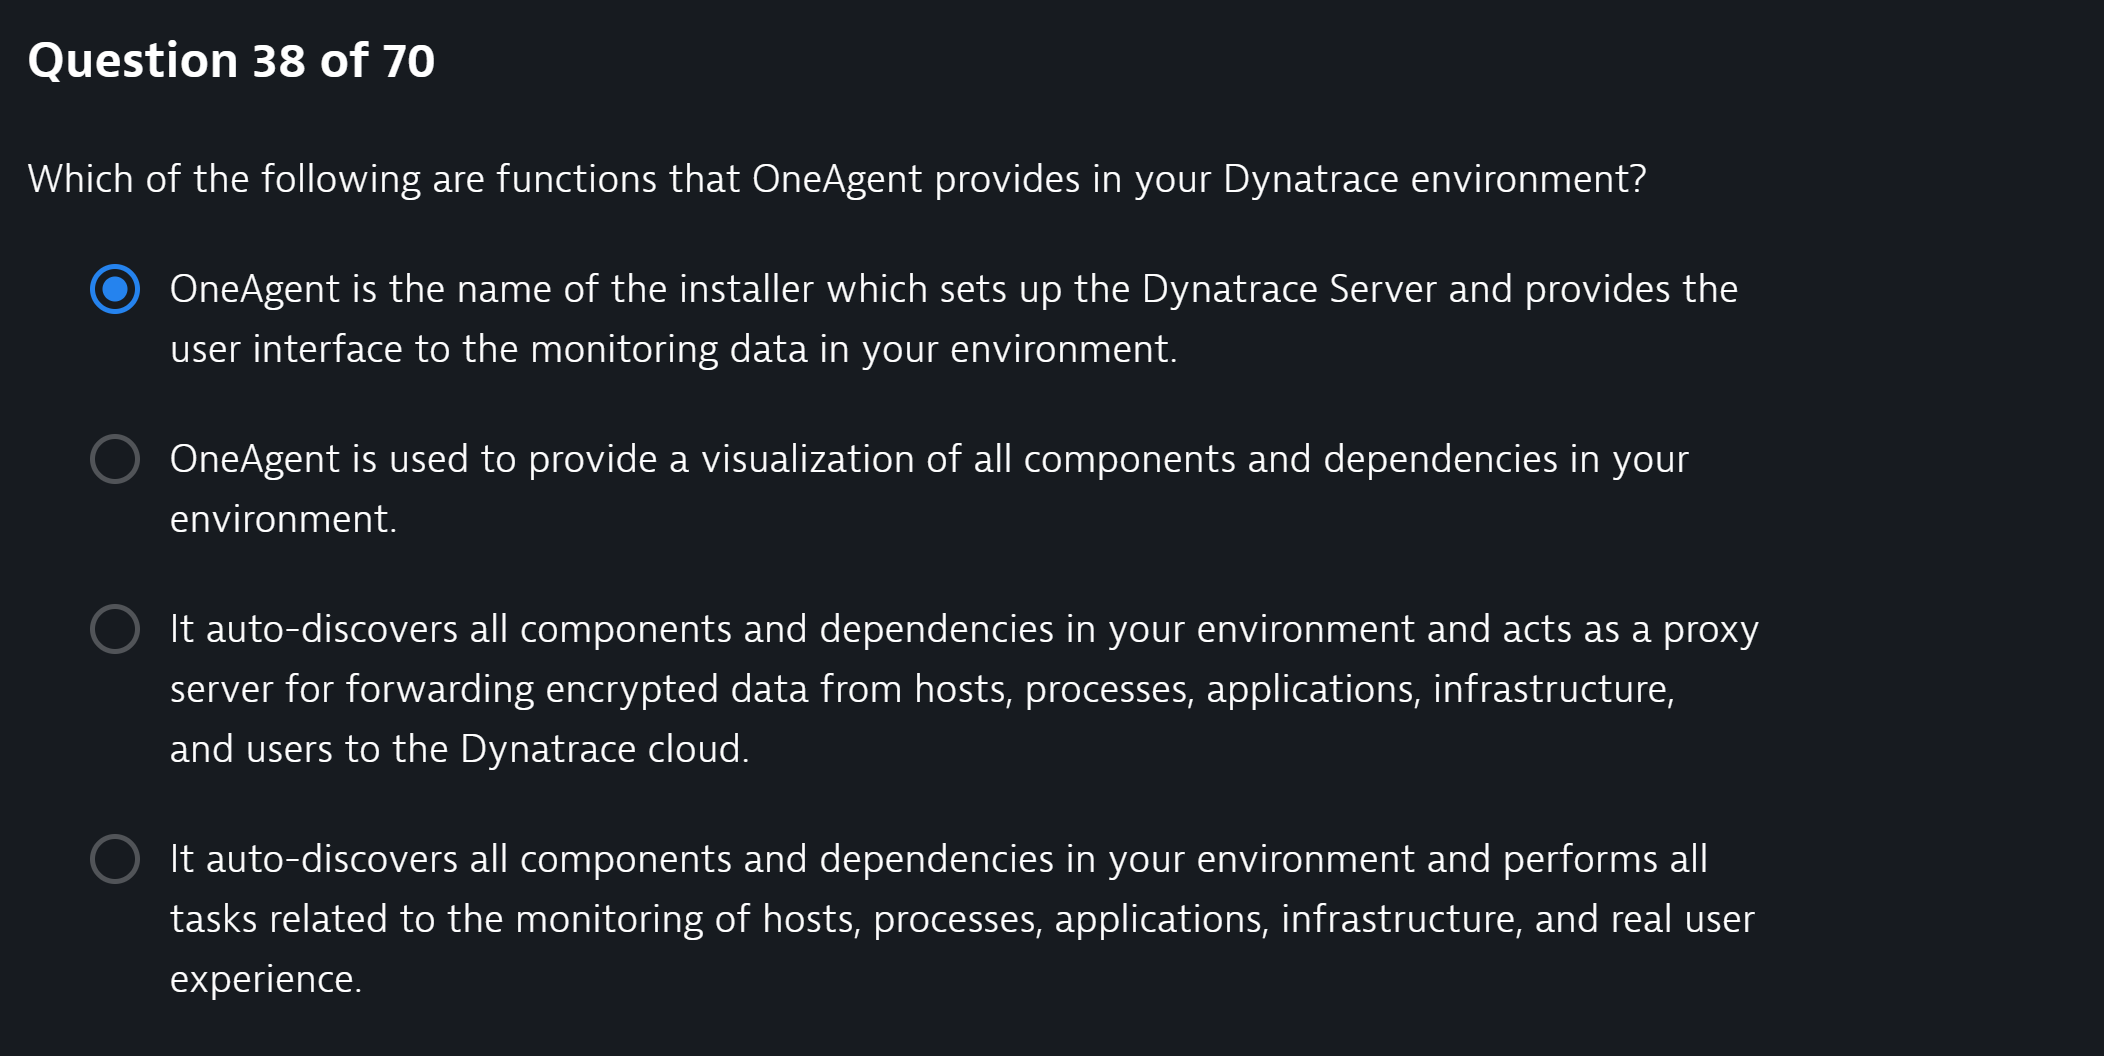 Question 38 of 70
Which of the following are functions that OneAgent provides in your Dynatrace environment?
OneAgent is the name of the installer which sets up the Dynatrace Server and provides the
user interface to the monitoring data in your environment.
OneAgent is used to provide a visualization of all components and dependencies in your
environment.
It auto-discovers all components and dependencies in your environment and acts as a proxy
server for forwarding encrypted data from hosts, processes, applications, infrastructure,
and users to the Dynatrace cloud.
It auto-discovers all components and dependencies in your environment and performs all
tasks related to the monitoring of hosts, processes, applications, infrastructure, and real user
experience.